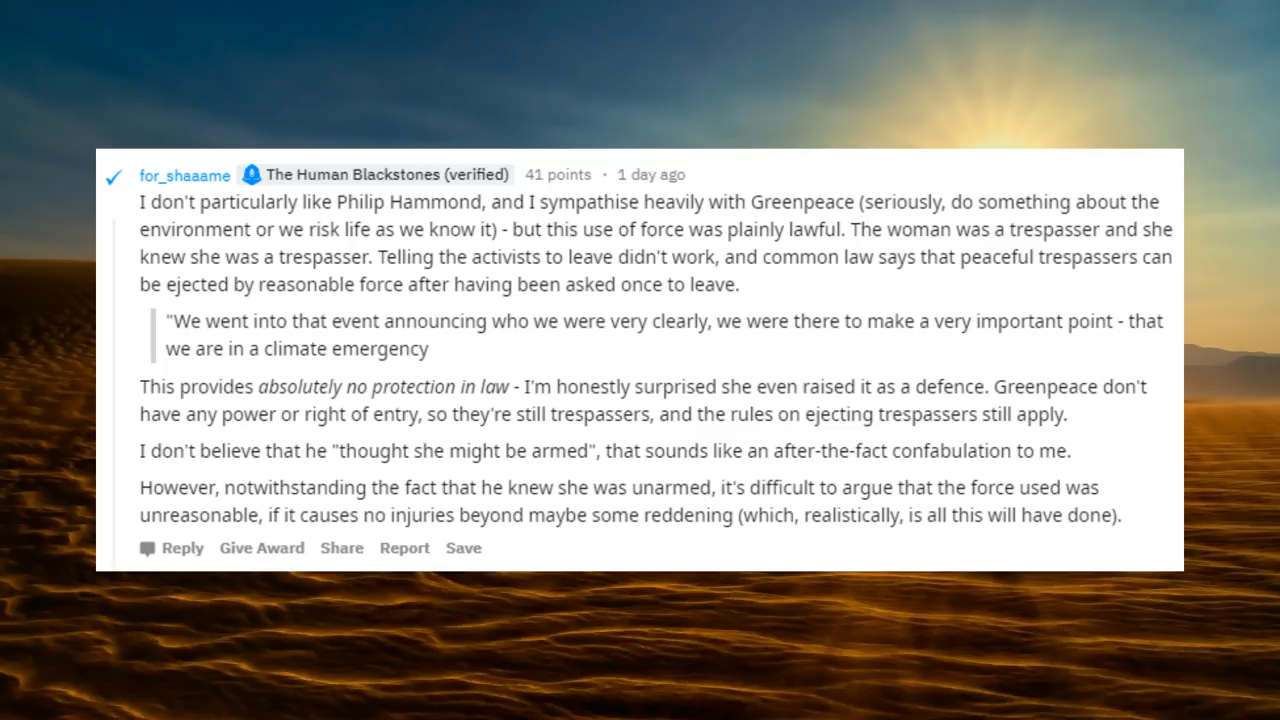 for_shaaame The Human Blackstones (verified) 41 points · 1 day ago
I don't particularly like Philip Hammond, and I sympathise heavily with Greenpeace (seriously, do something about the
environment or we risk life as we know it) - but this use of force was plainly lawful. The woman was a trespasser and she
knew she was a trespasser. Telling the activists to leave didn't work, and common law says that peaceful trespassers can
be ejected by reasonable force after having been asked once to leave.
"We went into that event announcing who we were very clearly, we were there to make a very important point - that
we are in a climate emergency
This provides absolutely no protection in law - I'm honestly surprised she even raised it as a defence. Greenpeace don't
have any power or right of entry, so they're still trespassers, and the rules on ejecting trespassers still apply.
I don't believe that he "thought she might be armed", that sounds like an after-the-fact confabulation to me.
However, notwithstanding the fact that he knew she was unarmed, it's difficult to argue that the force used was
unreasonable, if it causes no injuries beyond maybe some reddening (which, realistically, is all this will have done).
Reply Give Award Share Report Save